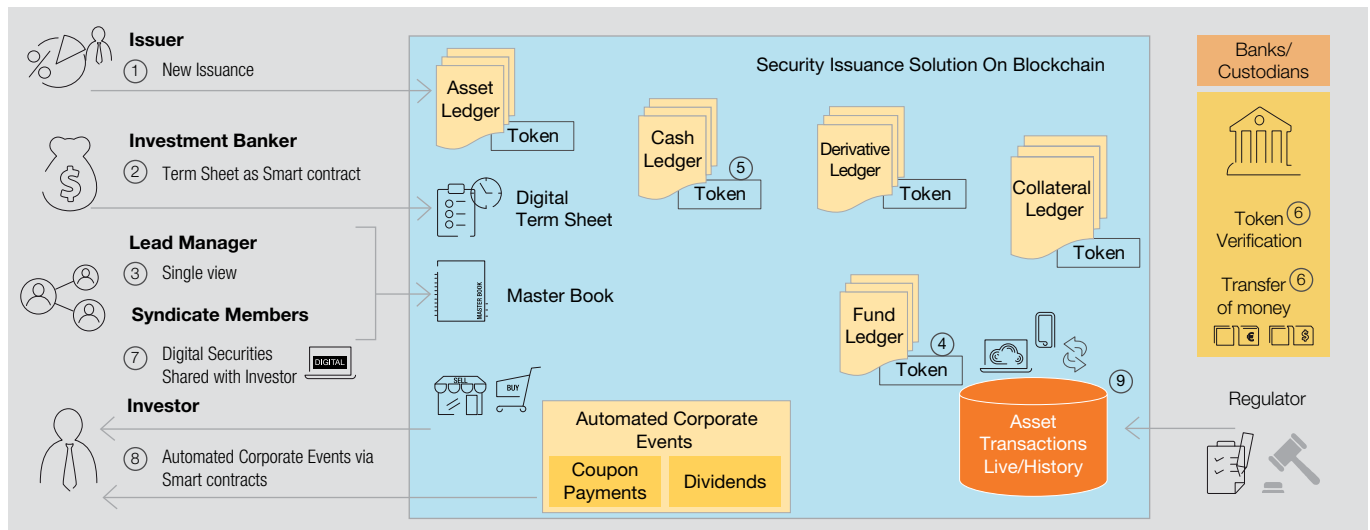 Issuer
1 New Issuance
Investment Banker
2 Term Sheet as Smart contract
Lead Manager
3 Single view
Syndicate Members
7 Digital Securities
Shared with Investor
DIGITAL
Investor
8 Automated Corporate Events via
Smart contracts
Security Issuance Solution On Blockchain
Asset
Ledger
Token
Cash
Ledger
5
Token
Derivative
Ledger
Token
Collateral
Ledger
Token
Digital
Term Sheet
MASTER BOOK
Master Book
Fund
Ledger
4
Token
SELL
BUY
Automated Corporate
Events
Coupon
Payments
Dividends
9
Asset
Transactions
Live/History
Banks/
Custodians
Token 6
Verification
Transfer 6
of money
€
$
Regulator
%
$